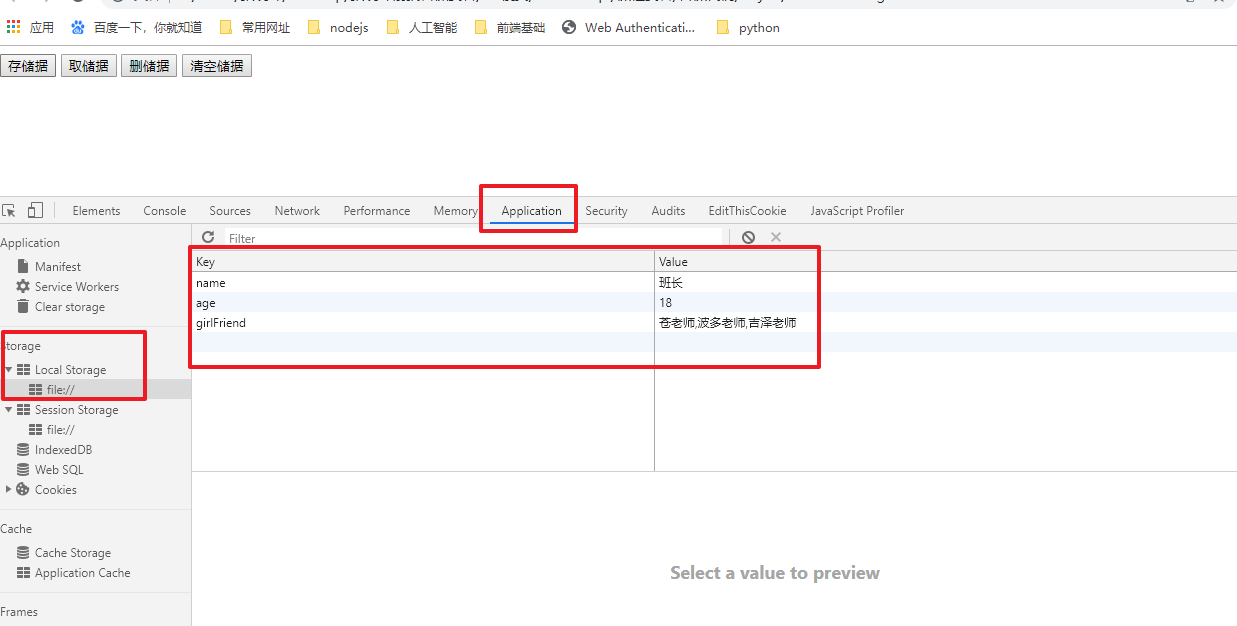 应用 百度一下，你就知道 常用网址 nodejs 人工智能 前端基础 Web Authenticati... python
存储据 取储据 删储据 清空储据
Elements Console Sources Network Performance Memory Application Security Audits EditThisCookie JavaScript Profiler
Application
Manifest
Service Workers
Clear storage
Storage
Local Storage
file://
Session Storage
file://
IndexedDB
Web SQL
Cookies
Cache
Cache Storage
Application Cache
Frames
Filter
Key Value
name 班长
age 18
girlFriend 苍老师,波多老师,吉泽老师
Select a value to preview